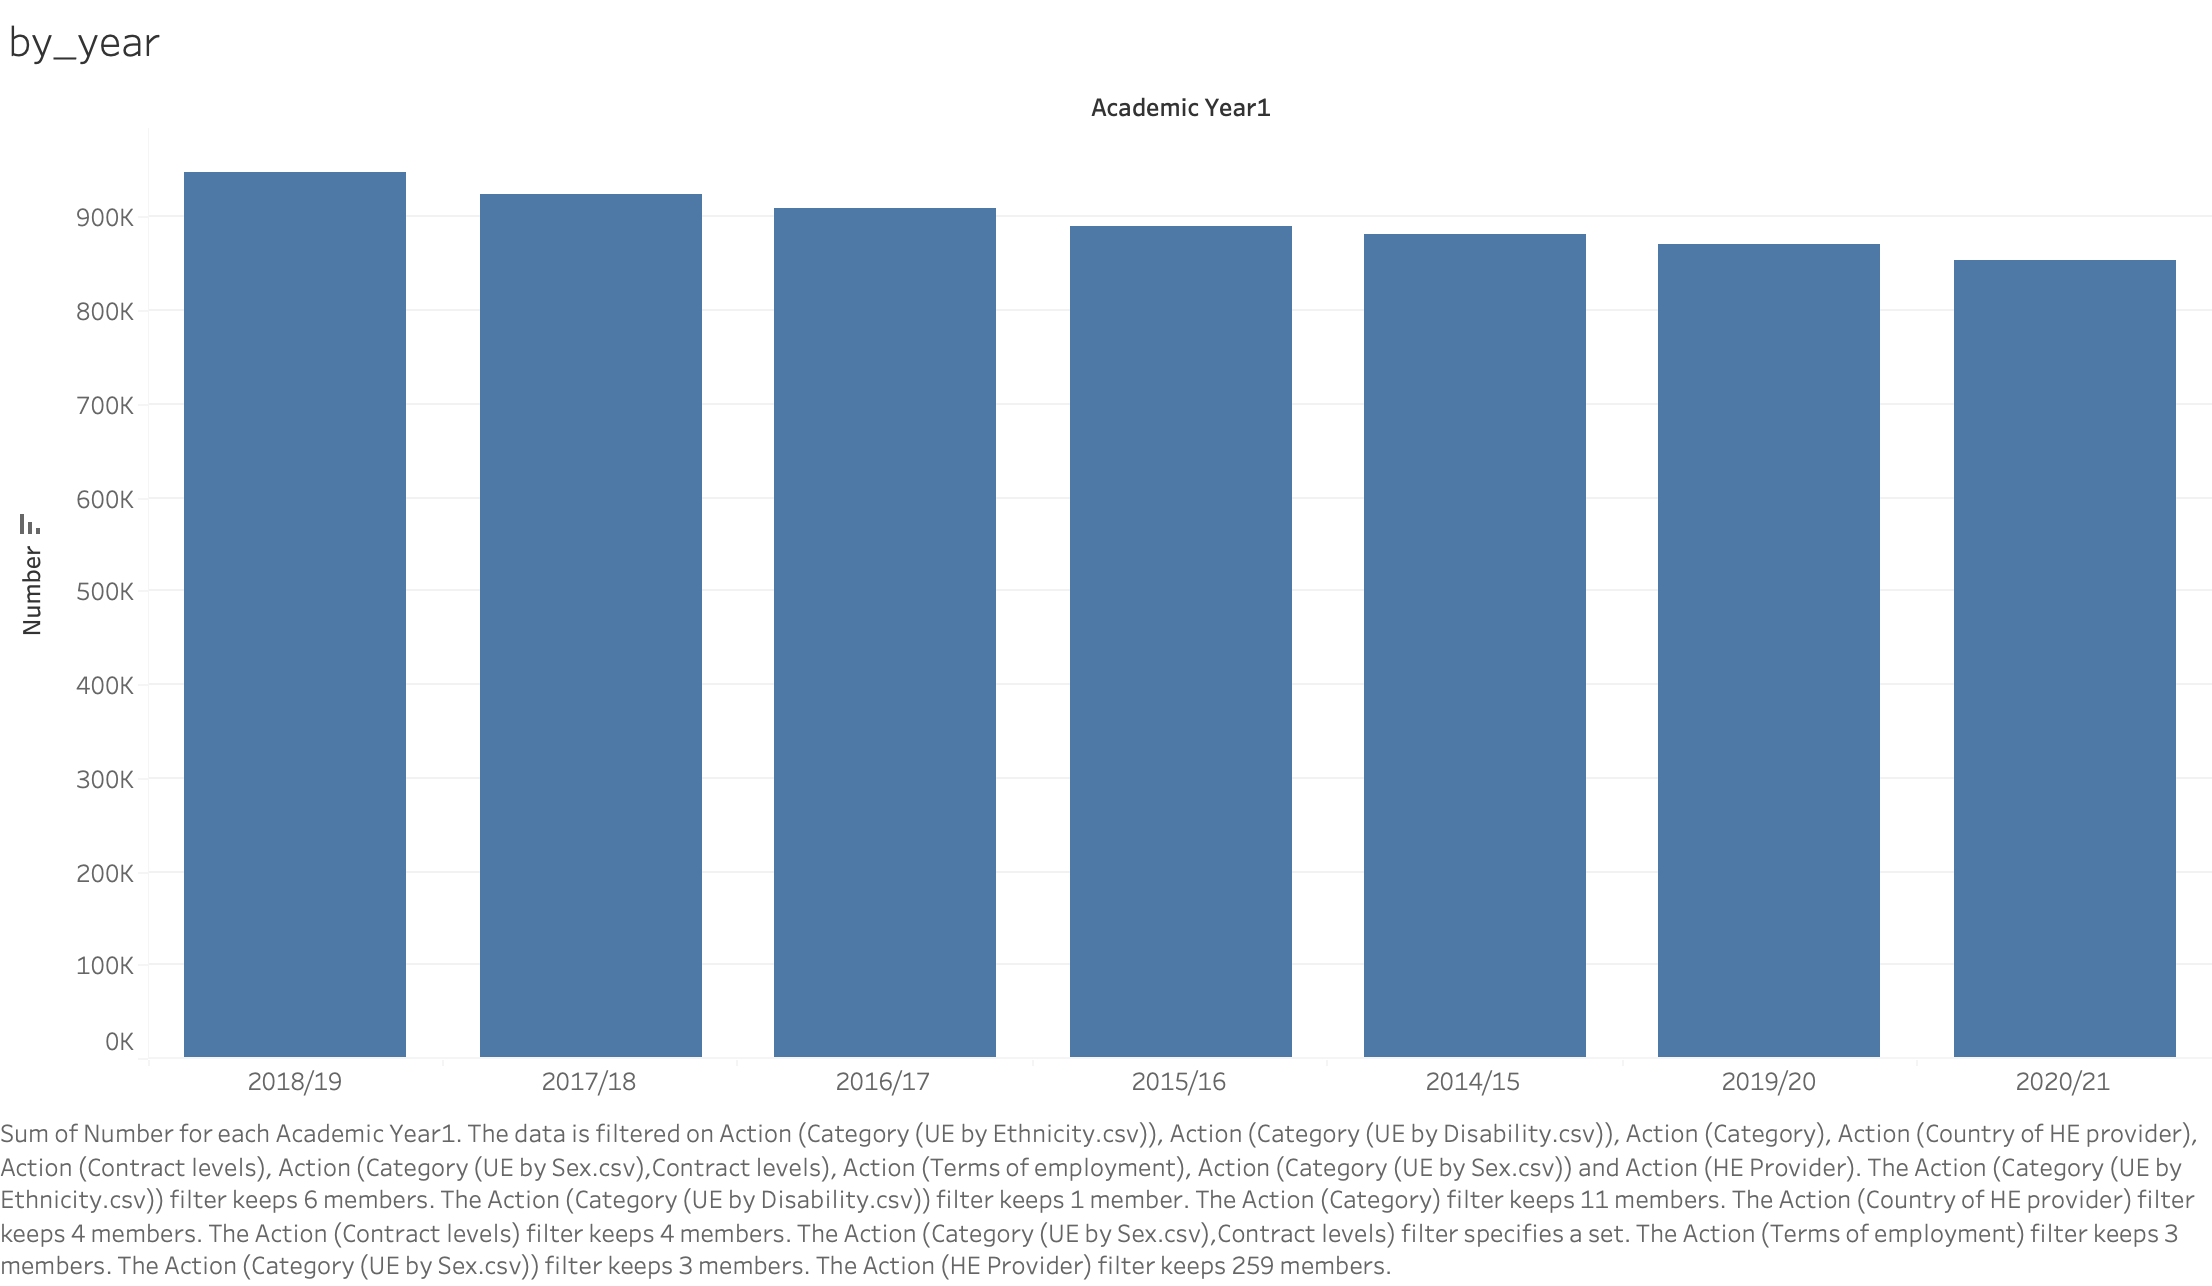 by_year
Academic Year1
900K
800K
700K
600K
500K
400K
300K
200K
100K
0K
Number
2018/19 2017/18 2016/17 2015/16 2014/15 2019/20 2020/21
Sum of Number for each Academic Year1. The data is filtered on Action (Category (UE by Ethnicity.csv)), Action (Category (UE by Disability.csv)), Action (Category), Action (Country of HE provider),
Action (Contract levels), Action (Category (UE by Sex.csv),Contract levels), Action (Terms of employment), Action (Category (UE by Sex.csv)) and Action (HE Provider). The Action (Category (UE by
Ethnicity.csv)) filter keeps 6 members. The Action (Category (UE by Disability.csv)) filter keeps 1 member. The Action (Category) filter keeps 11 members. The Action (Country of HE provider) filter
keeps 4 members. The Action (Contract levels) filter keeps 4 members. The Action (Category (UE by Sex.csv),Contract levels) filter specifies a set. The Action (Terms of employment) filter keeps 3
members. The Action (Category (UE by Sex.csv)) filter keeps 3 members. The Action (HE Provider) filter keeps 259 members.